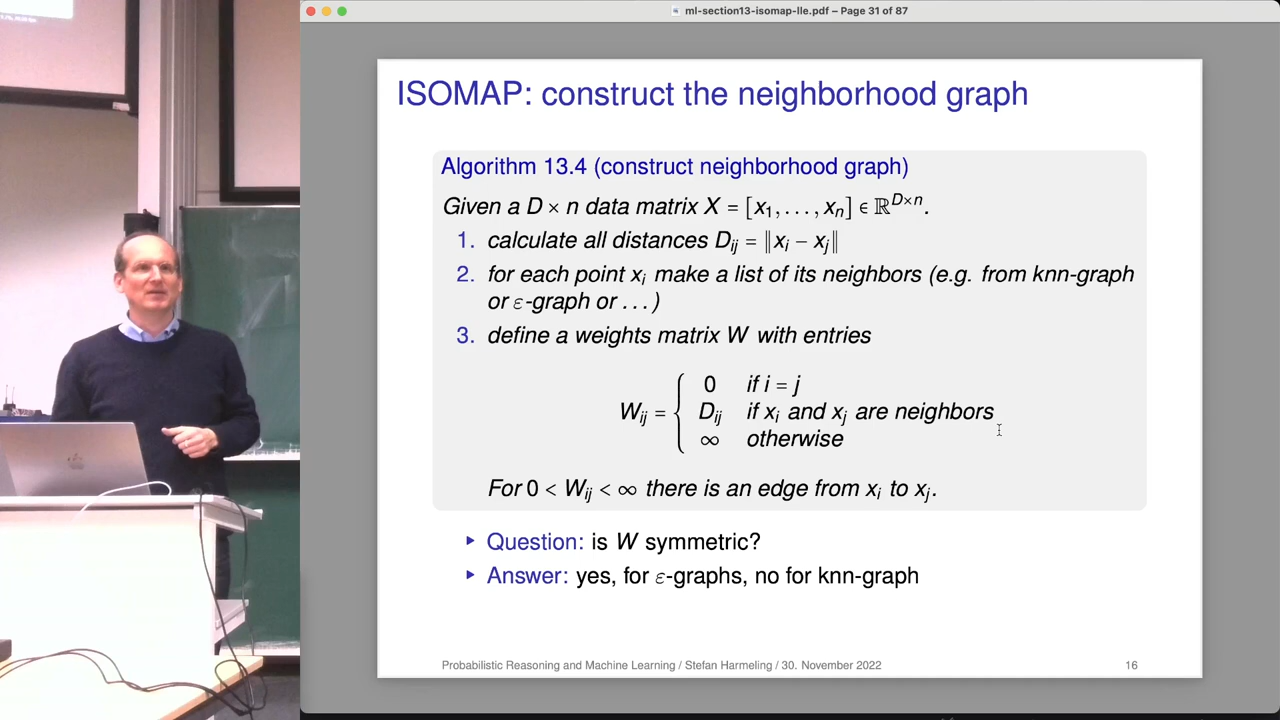 ml-section13-isomap-lle.pdf – Page 31 of 87
ISOMAP: construct the neighborhood graph
Algorithm 13.4 (construct neighborhood graph)
Given a D × n data matrix X = [x₁, . . . , xₙ] ∈ ℝᴰˣⁿ.
1. calculate all distances Dᵢⱼ = ‖xᵢ − xⱼ‖
2. for each point xᵢ make a list of its neighbors (e.g. from knn-graph
or ε-graph or . . . )
3. define a weights matrix W with entries
Wᵢⱼ = { 0 if i = j
Dᵢⱼ if xᵢ and xⱼ are neighbors
∞ otherwise
For 0 < Wᵢⱼ < ∞ there is an edge from xᵢ to xⱼ.
▸ Question: is W symmetric?
▸ Answer: yes, for ε-graphs, no for knn-graph
Probabilistic Reasoning and Machine Learning / Stefan Harmeling / 30. November 2022 16